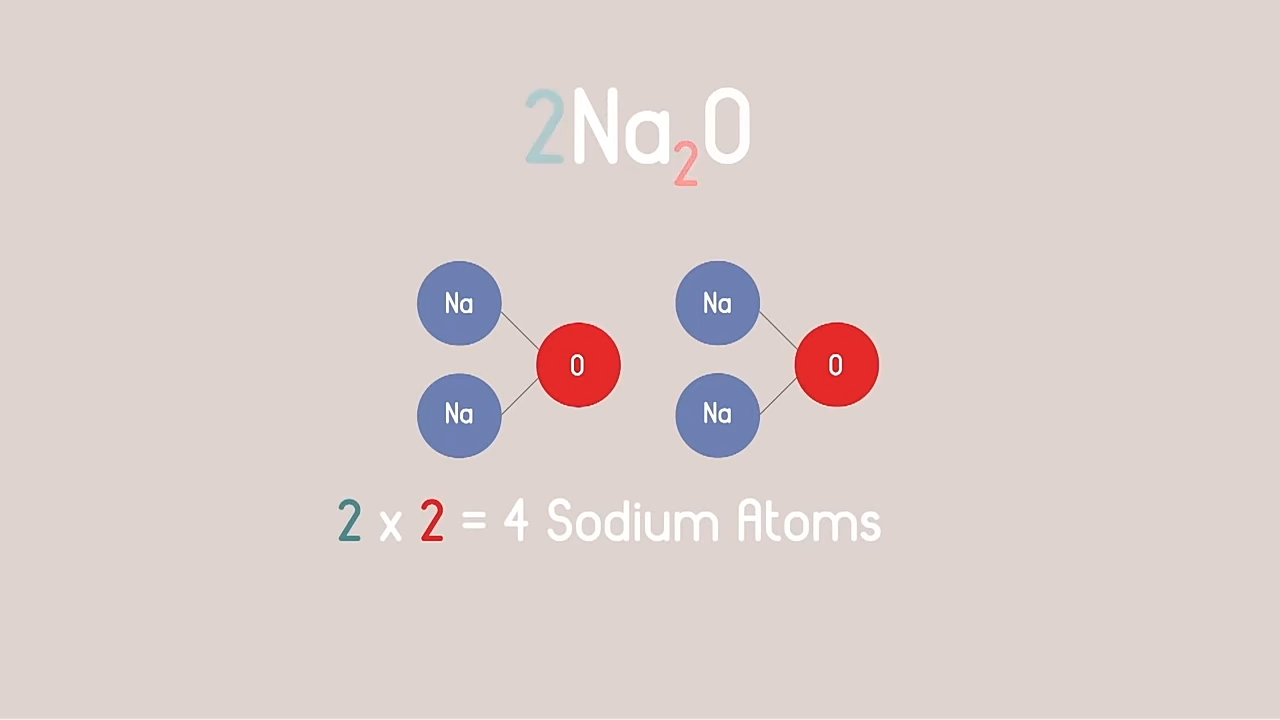 2Na₂O
Na Na
O O
Na Na
2 x 2 = 4 Sodium Atoms